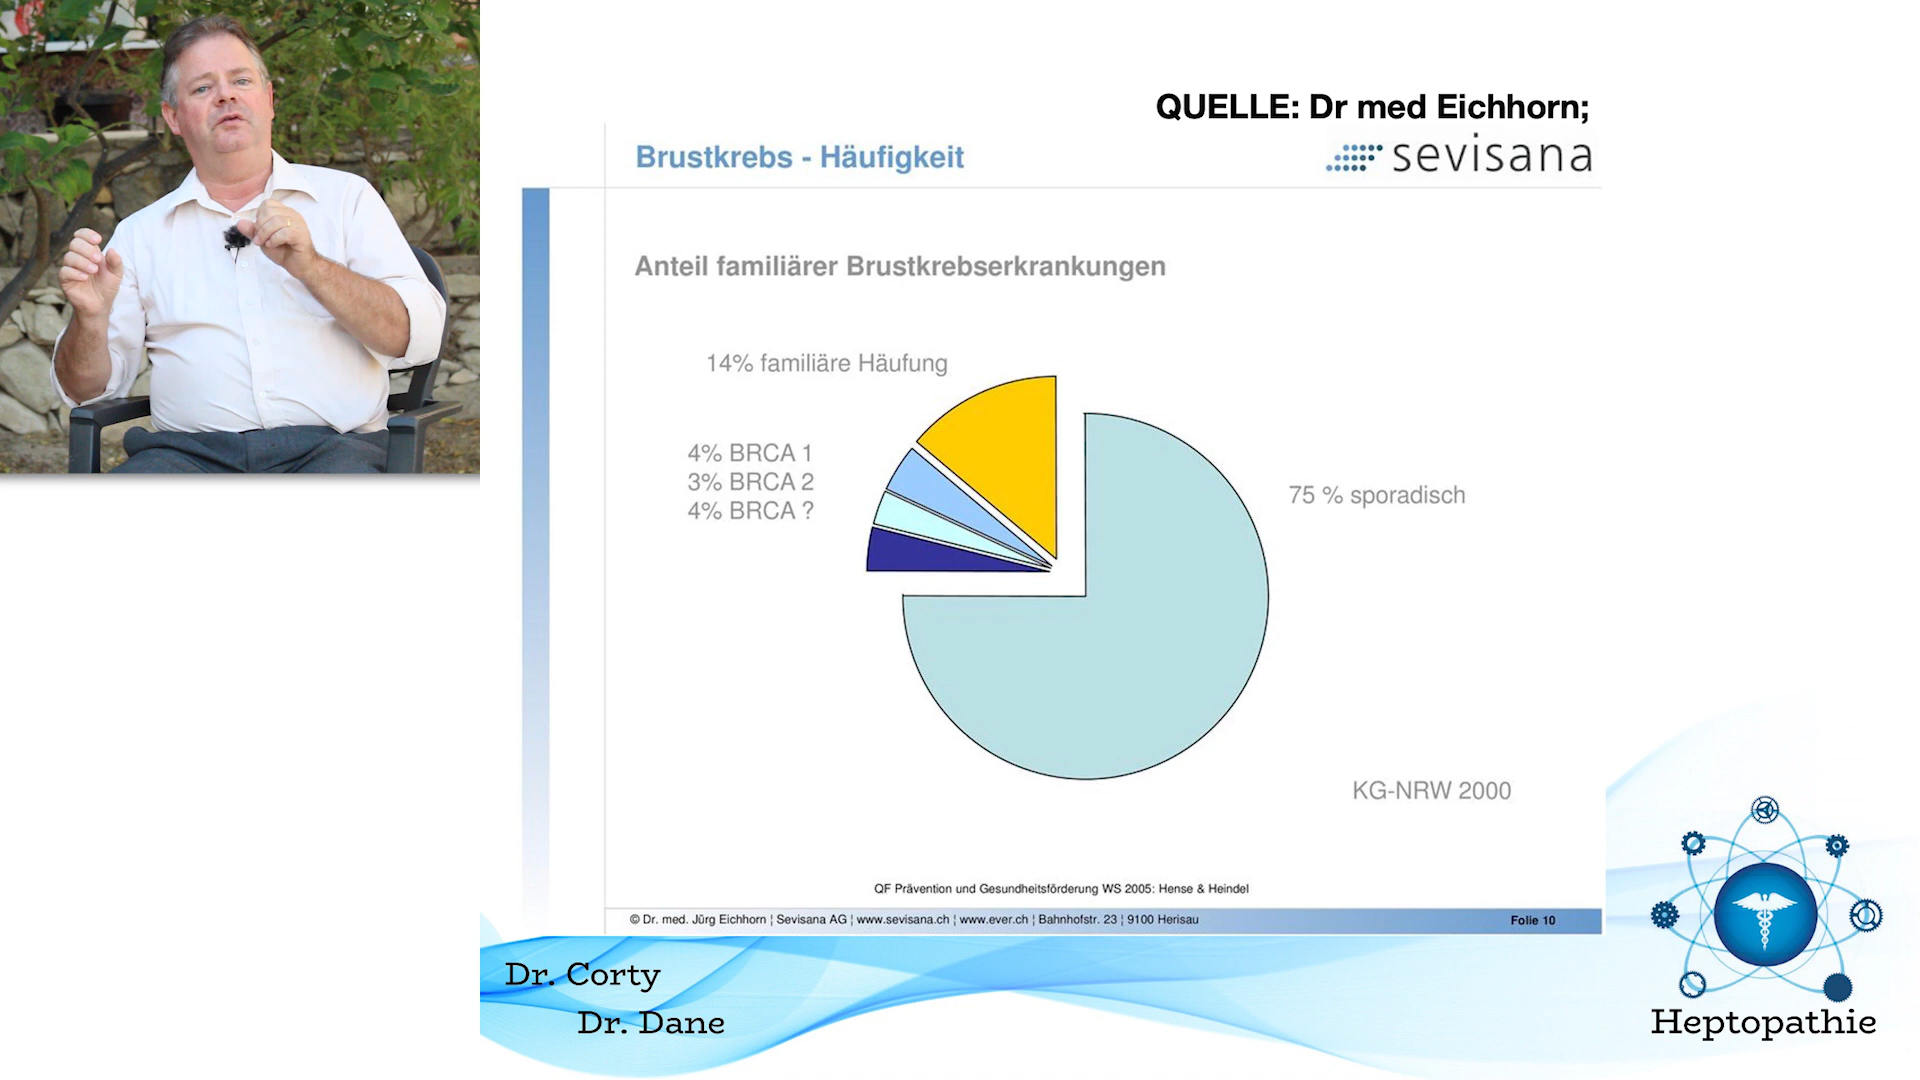 QUELLE: Dr med Eichhorn;
Brustkrebs - Häufigkeit
sevisana
Anteil familiärer Brustkrebserkrankungen
14% familiäre Häufung
4% BRCA 1
3% BRCA 2
4% BRCA ?
75 % sporadisch
KG-NRW 2000
QF Prävention und Gesundheitsförderung WS 2005: Hense & Heindel
© Dr. med. Jürg Eichhorn ¦ Sevisana AG ¦ www.sevisana.ch ¦ www.ever.ch ¦ Bahnhofstr. 23 ¦ 9100 Herisau
Folie 10
Dr. Corty
Dr. Dane
Heptopathie